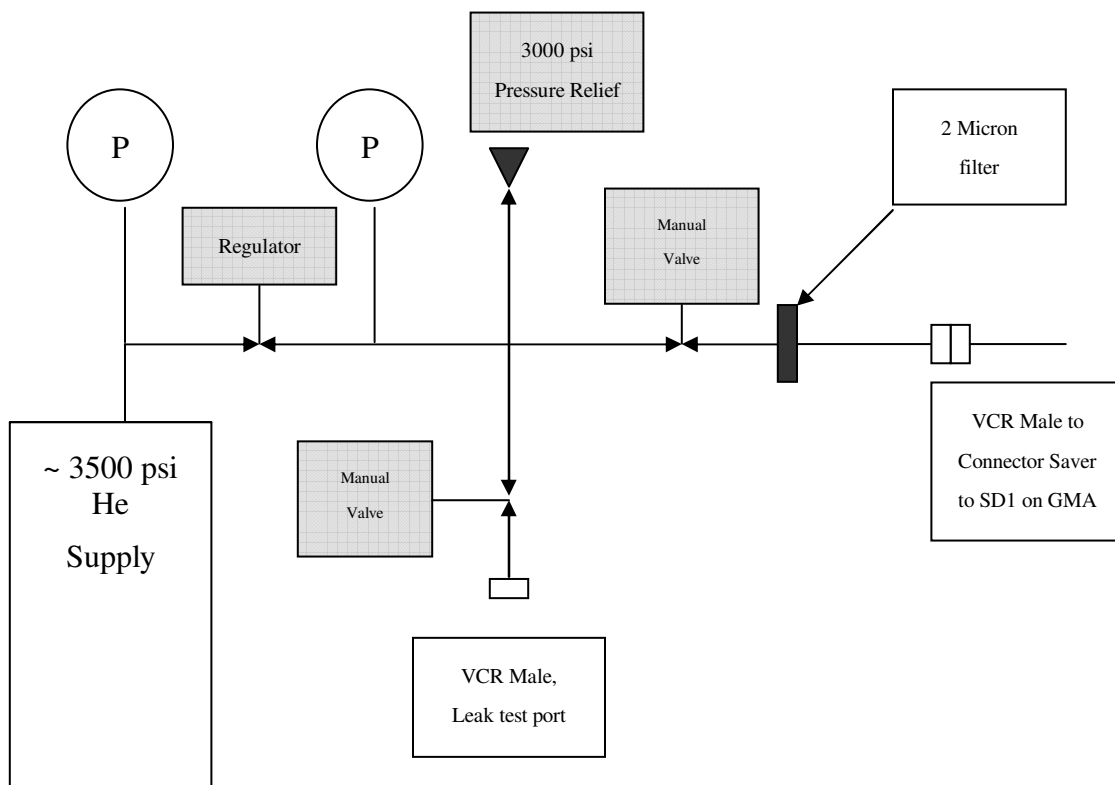 3000 psi
Pressure Relief
P
P
2 Micron
filter
Regulator
Manual
Valve
~ 3500 psi
He
Supply
Manual
Valve
VCR Male to
Connector Saver
to SD1 on GMA
VCR Male,
Leak test port